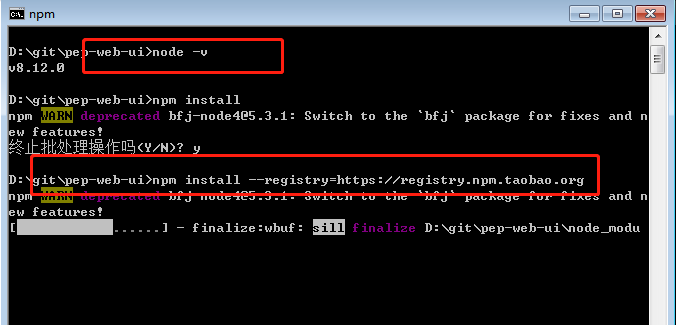 npm
D:\git\pep-web-ui>node -v
v8.12.0
D:\git\pep-web-ui>npm install
npm WARN deprecated bfj-node4@5.3.1: Switch to the `bfj` package for fixes and n
ew features!
终止批处理操作吗(Y/N)? y
D:\git\pep-web-ui>npm install --registry=https://registry.npm.taobao.org
npm WARN deprecated bfj-node4@5.3.1: Switch to the `bfj` package for fixes and n
ew features!
[ ......] - finalize:wbuf: sill finalize D:\git\pep-web-ui\node_modu